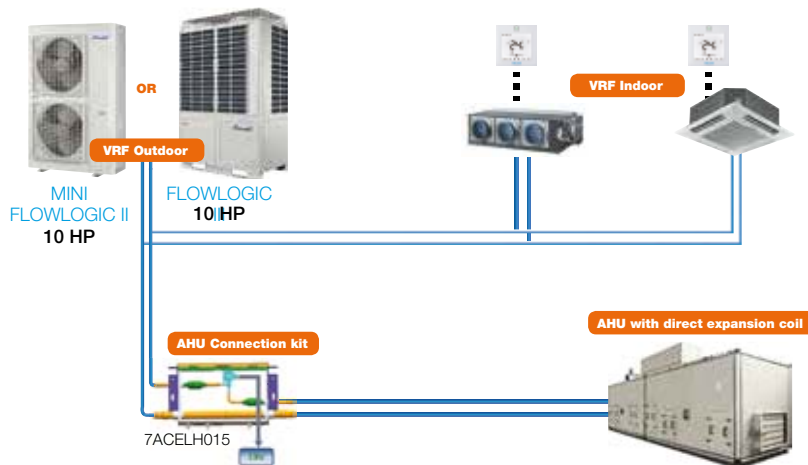 OR
VRF Indoor
VRF Outdoor
MINI
FLOWLOGIC II
10 HP
FLOWLOGIC
II
10 HP
AHU with direct expansion coil
AHU Connection kit
7ACELH015